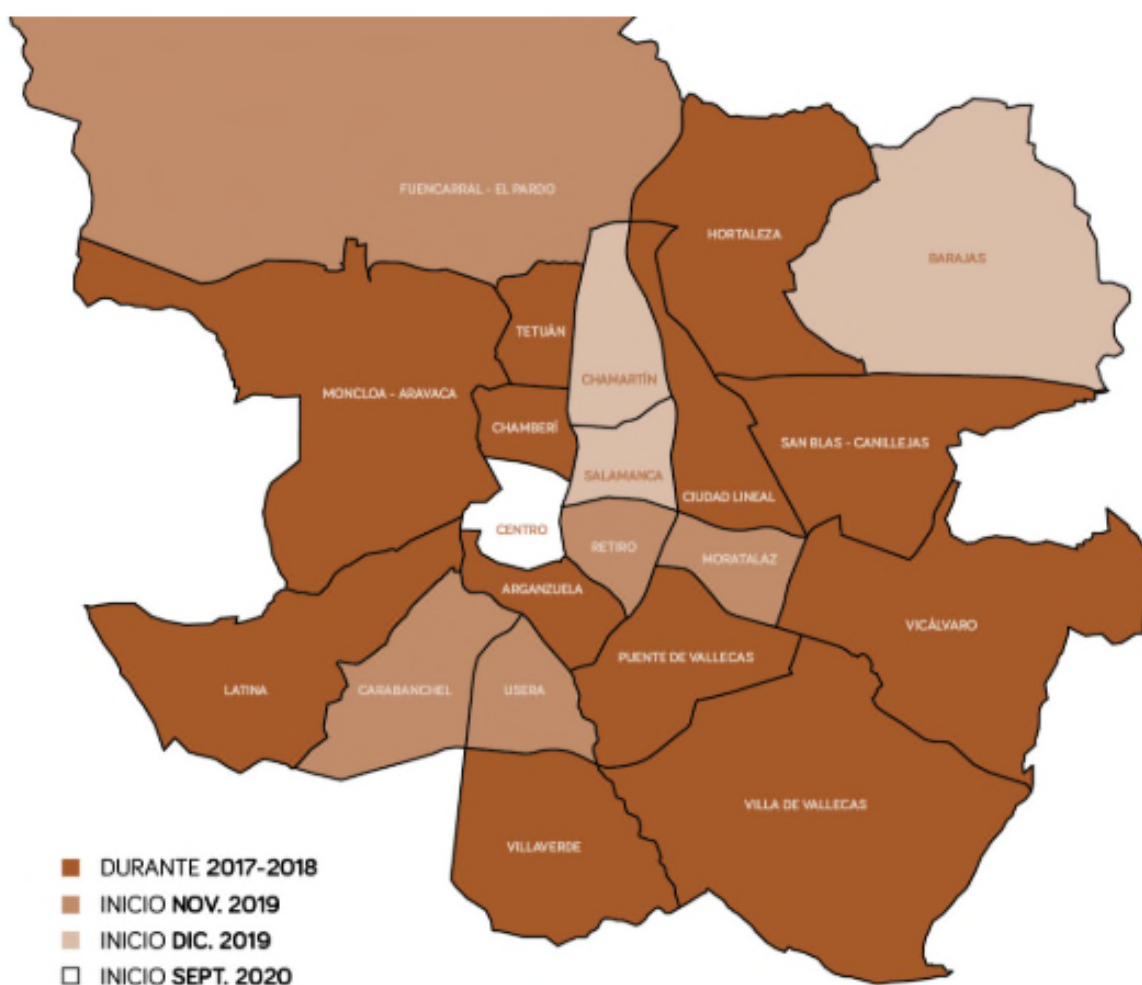 FUENCARRAL - EL PARDO
HORTALEZA
BARAJAS
TETUÁN
CHAMARTÍN
MONCLOA - ARAVACA
CHAMBERÍ
SAN BLAS - CANILLEJAS
SALAMANCA
CIUDAD LINEAL
CENTRO
RETIRO
MORATALAZ
ARGANZUELA
VICÁLVARO
PUENTE DE VALLECAS
LATINA
CARABANCHEL
USERA
VILLA DE VALLECAS
VILLAVERDE
DURANTE 2017-2018
INICIO NOV. 2019
INICIO DIC. 2019
INICIO SEPT. 2020